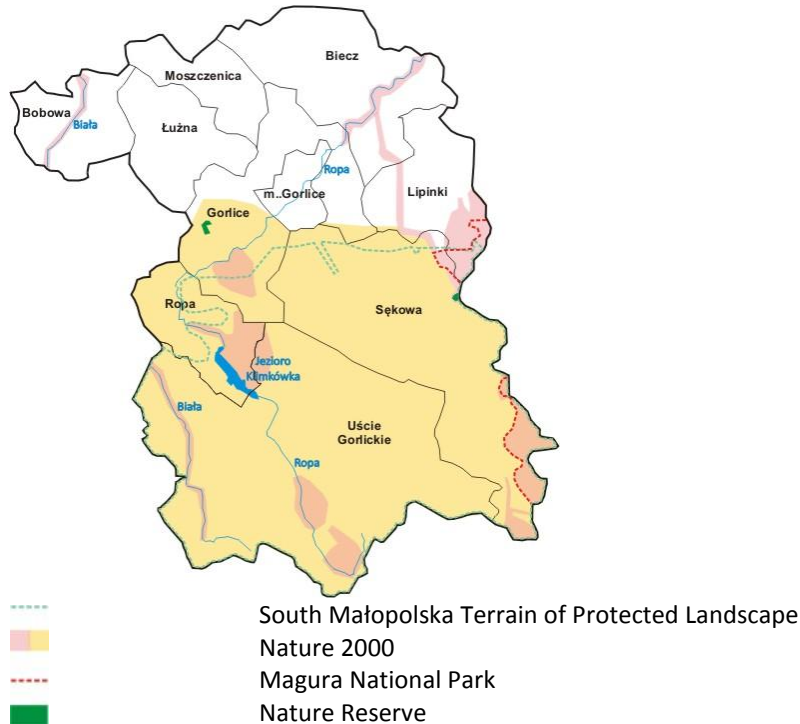 Biecz
Moszczenica
Bobowa
Biała
Łużna
Ropa
m..Gorlice
Lipinki
Gorlice
Ropa
Sękowa
Jezioro
Klimkówka
Biała
Uście
Gorlickie
Ropa
South Małopolska Terrain of Protected Landscape
Nature 2000
Magura National Park
Nature Reserve